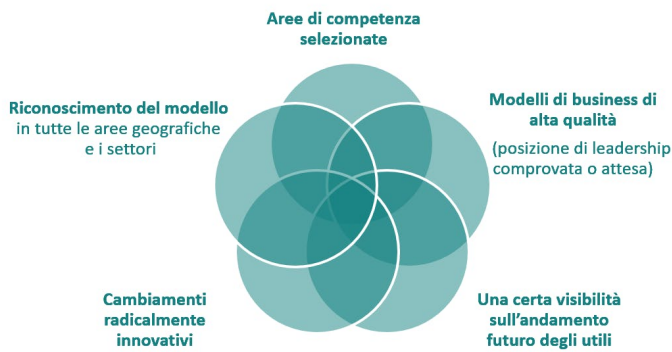 Aree di competenza
selezionate
Riconoscimento del modello
in tutte le aree geografiche
e i settori
Modelli di business di
alta qualità
(posizione di leadership
comprovata o attesa)
Cambiamenti
radicalmente
innovativi
Una certa visibilità
sull'andamento
futuro degli utili